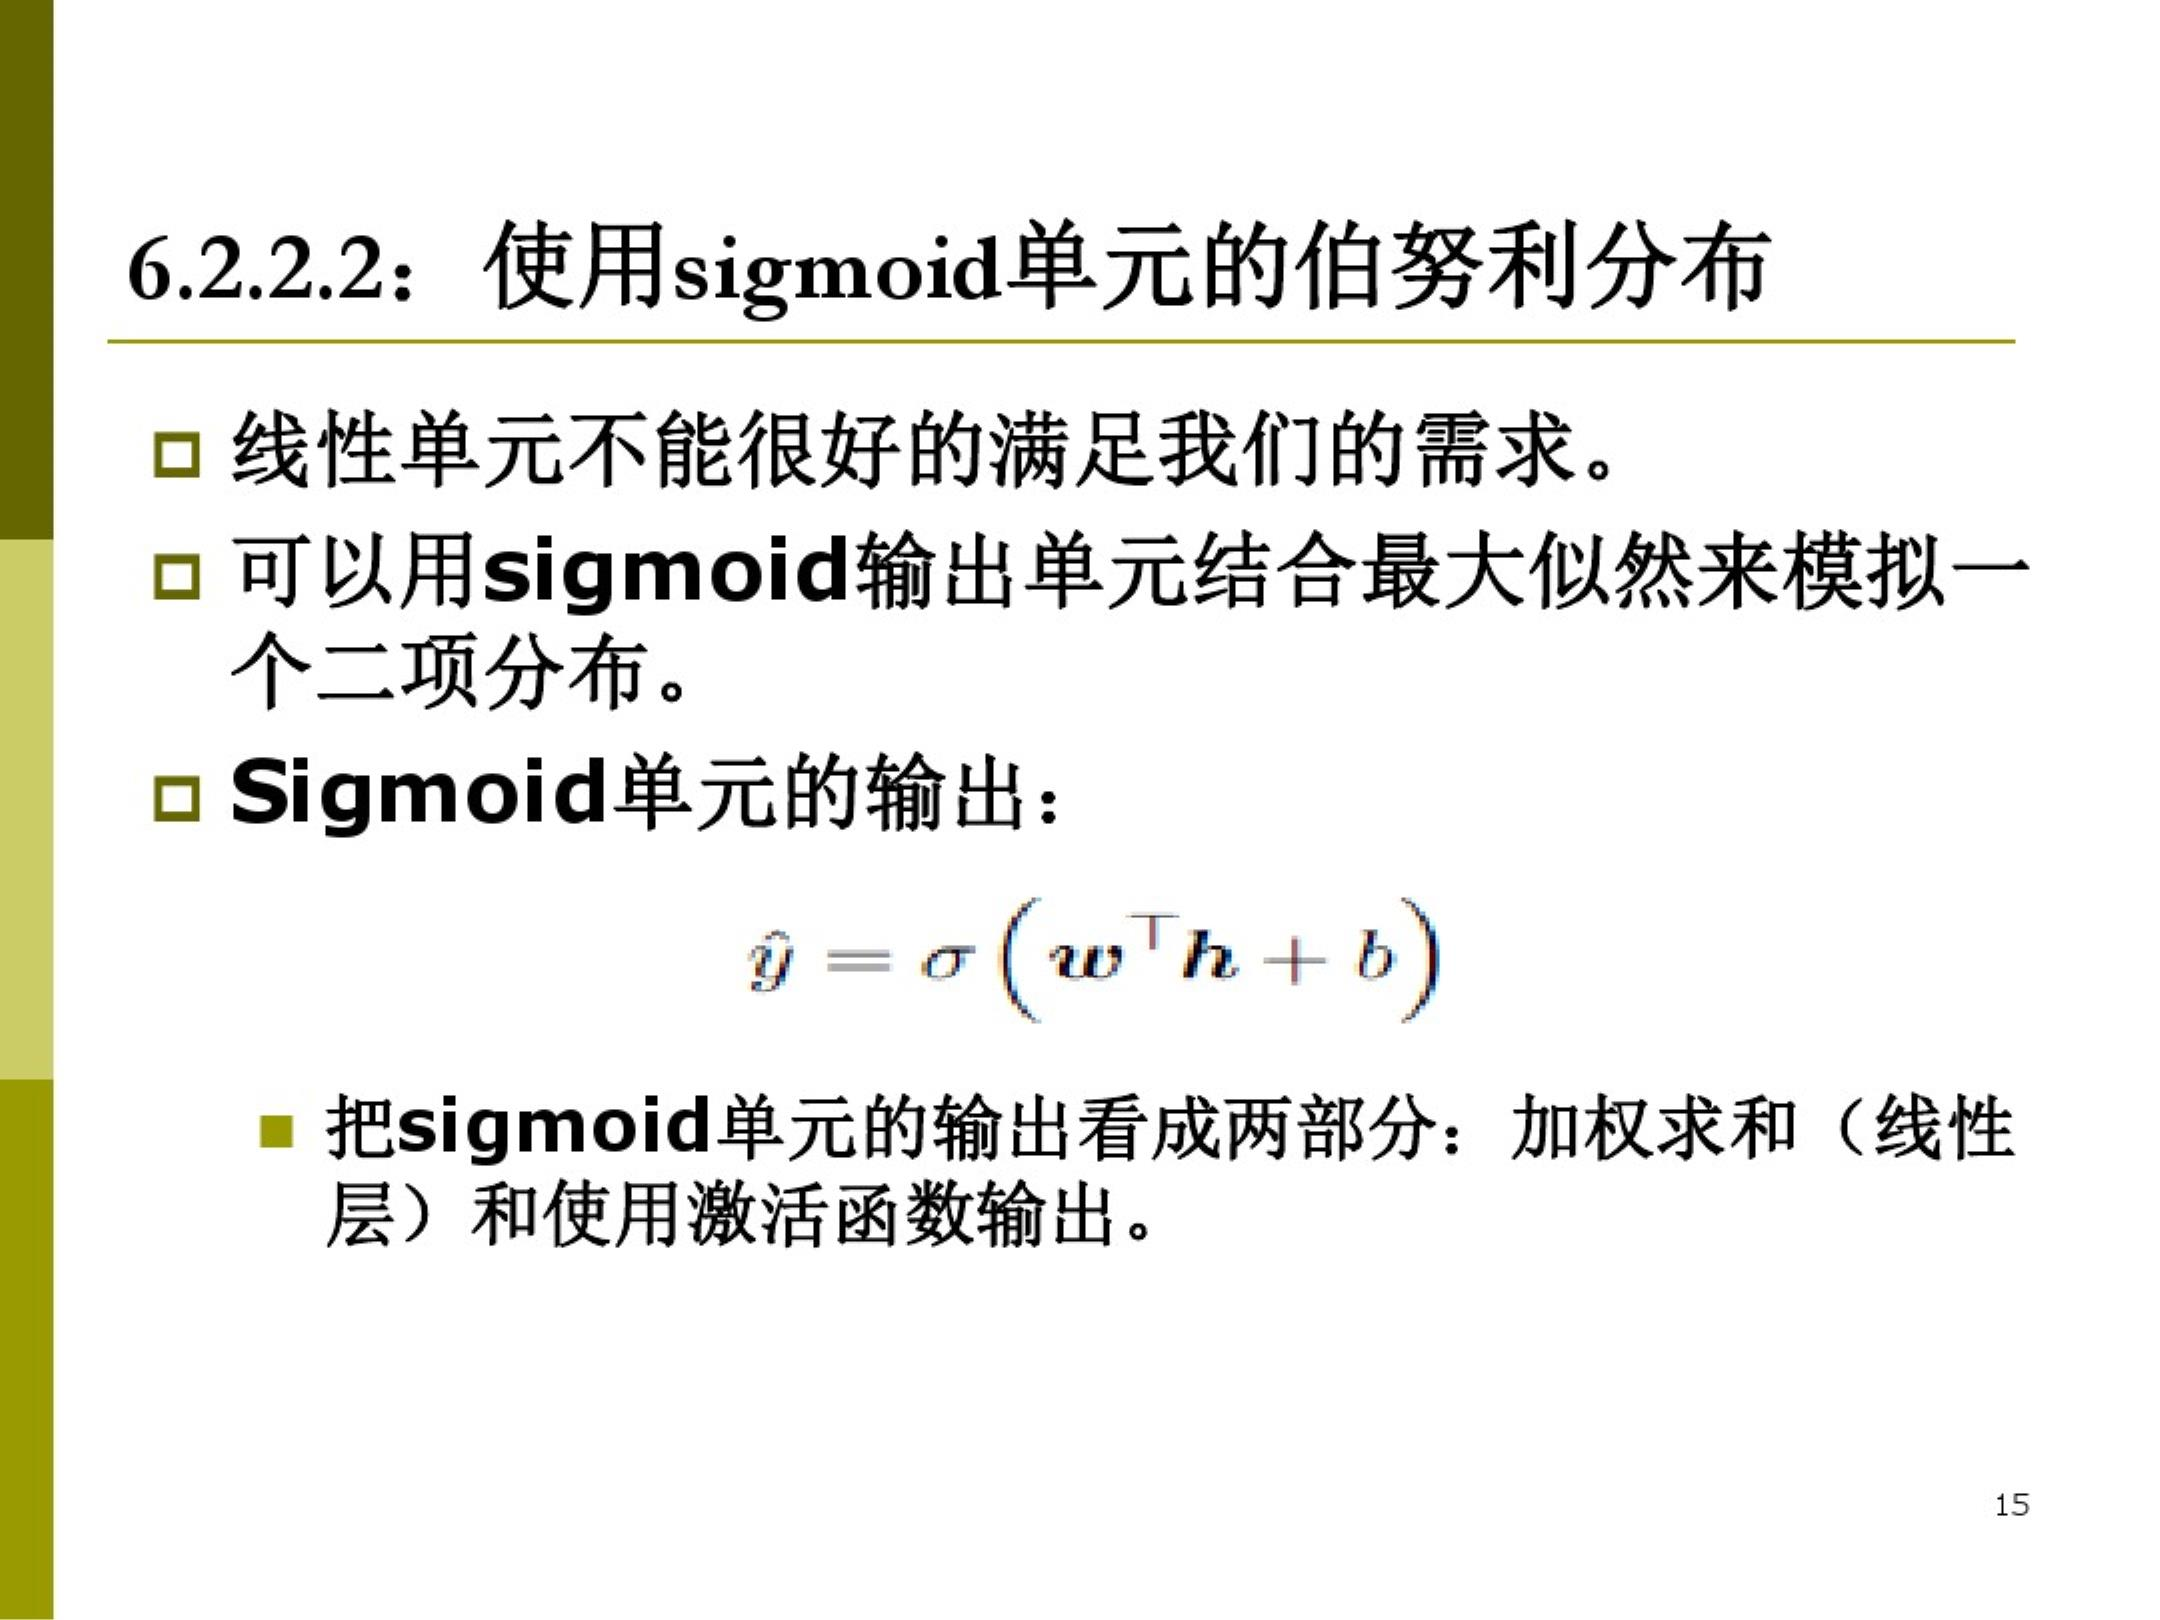 6.2.2.2：使用sigmoid单元的伯努利分布
线性单元不能很好的满足我们的需求。
可以用sigmoid输出单元结合最大似然来模拟一
个二项分布。
Sigmoid单元的输出：
ŷ = σ(w⊤h + b)
把sigmoid单元的输出看成两部分：加权求和（线性
层）和使用激活函数输出。
15